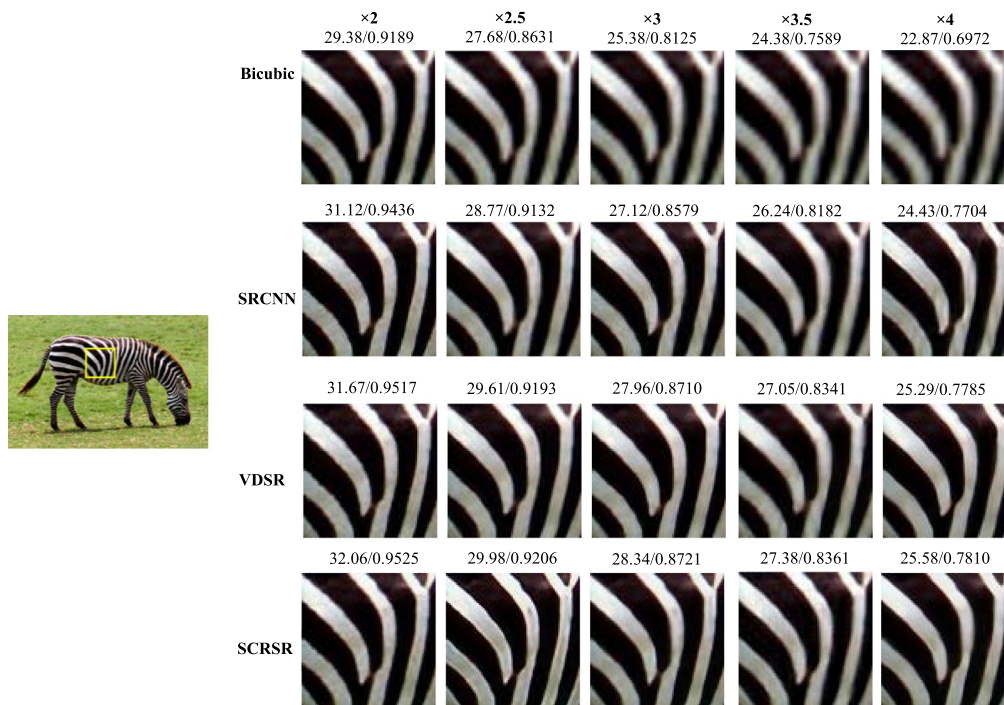 ×2 ×2.5 ×3 ×3.5 ×4
29.38/0.9189 27.68/0.8631 25.38/0.8125 24.38/0.7589 22.87/0.6972
Bicubic
31.12/0.9436 28.77/0.9132 27.12/0.8579 26.24/0.8182 24.43/0.7704
SRCNN
31.67/0.9517 29.61/0.9193 27.96/0.8710 27.05/0.8341 25.29/0.7785
VDSR
32.06/0.9525 29.98/0.9206 28.34/0.8721 27.38/0.8361 25.58/0.7810
SCRSR